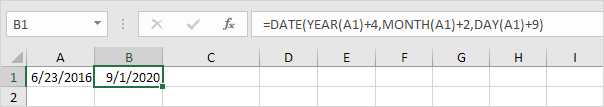 B1 fx =DATE(YEAR(A1)+4,MONTH(A1)+2,DAY(A1)+9)
A B C D E F G H I
1 6/23/2016 9/1/2020
2